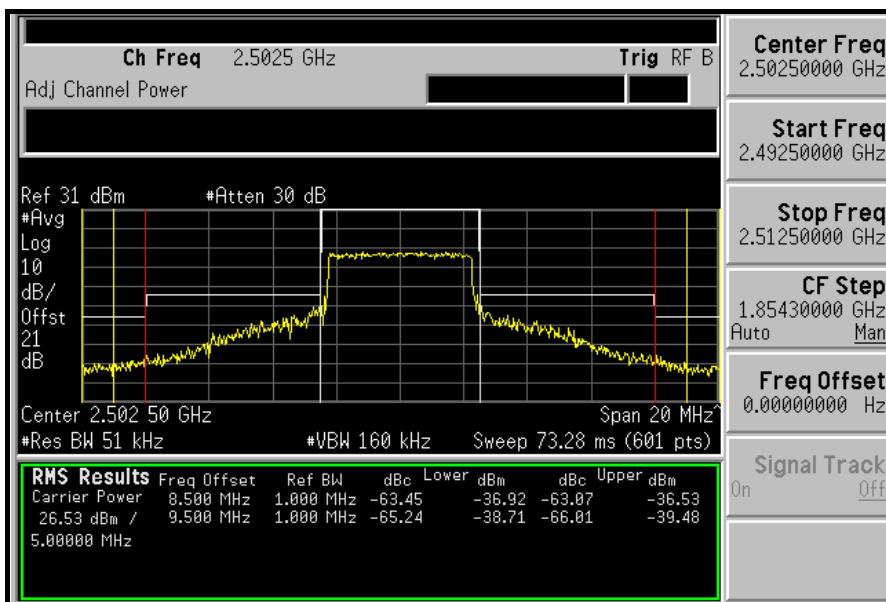 Ch Freq 2.5025 GHz Trig RF B
Adj Channel Power
Ref 31 dBm #Atten 30 dB
#Avg
Log
10
dB/
Offst
21
dB
Center 2.502 50 GHz Span 20 MHz^
#Res BW 51 kHz #VBW 160 kHz Sweep 73.28 ms (601 pts)
RMS Results Freq Offset Ref BW dBc Lower dBm dBc Upper dBm
Carrier Power 8.500 MHz 1.000 MHz -63.45 -36.92 -63.07 -36.53
26.53 dBm / 9.500 MHz 1.000 MHz -65.24 -38.71 -66.01 -39.48
5.00000 MHz
Center Freq
2.50250000 GHz
Start Freq
2.49250000 GHz
Stop Freq
2.51250000 GHz
CF Step
1.85430000 GHz
Auto Man
Freq Offset
0.00000000 Hz
Signal Track
On Off